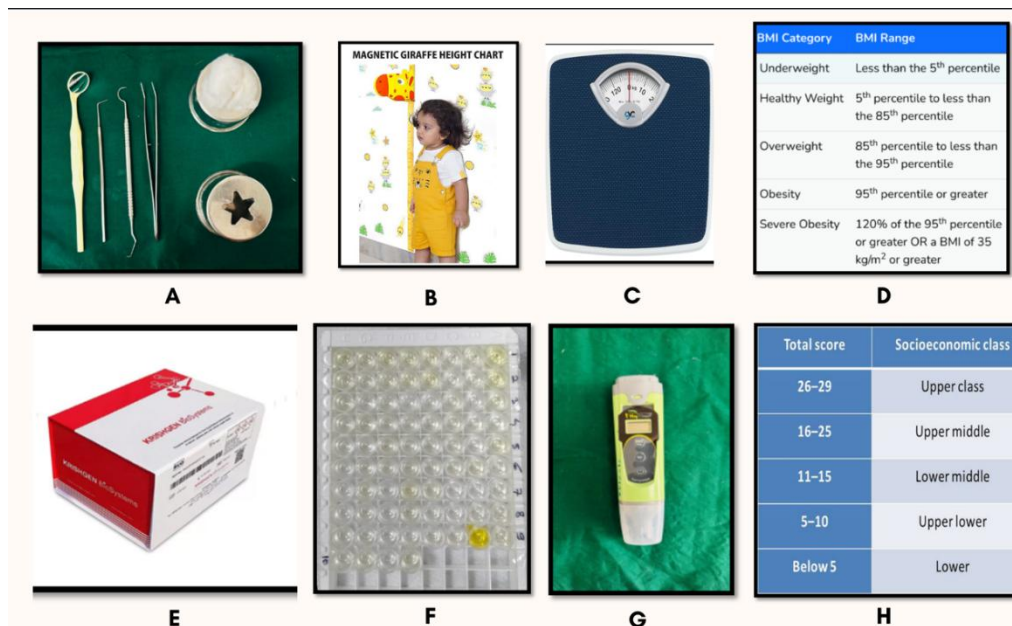 MAGNETIC GIRAFFE HEIGHT CHART
BMI Category BMI Range
Underweight Less than the 5th percentile
Healthy Weight 5th percentile to less than
the 85th percentile
Overweight 85th percentile to less than
the 95th percentile
Obesity 95th percentile or greater
Severe Obesity 120% of the 95th percentile
or greater OR a BMI of 35
kg/m2 or greater
A
B
C
D
KRISHGEN BioSystems
KRISHGEN BioSystems
Total score Socioeconomic class
26–29 Upper class
16–25 Upper middle
11–15 Lower middle
5–10 Upper lower
Below 5 Lower
E
F
G
H